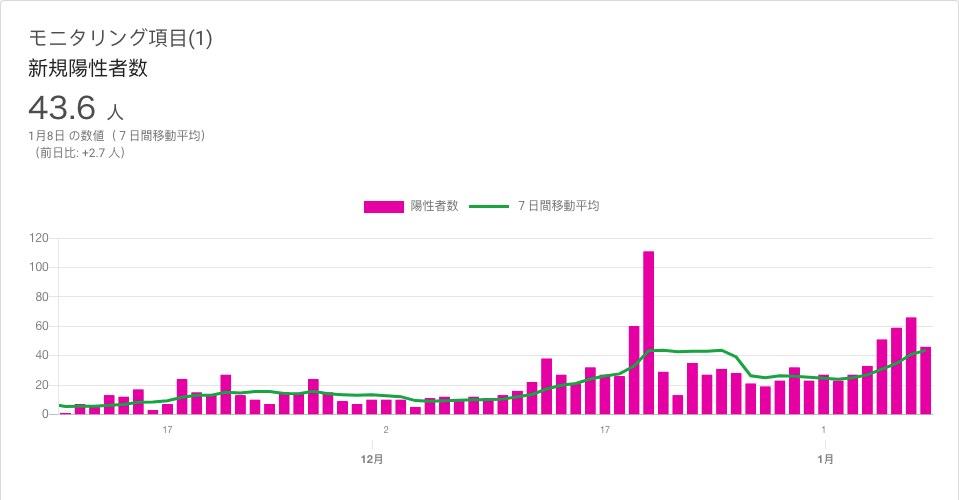 モニタリング項目(1)
新規陽性者数
43.6 人
1月8日 の数値（７日間移動平均）
（前日比: +2.7 人）
陽性者数 ７日間移動平均
120
100
80
60
40
20
0
17 2 17 1
12月 1月